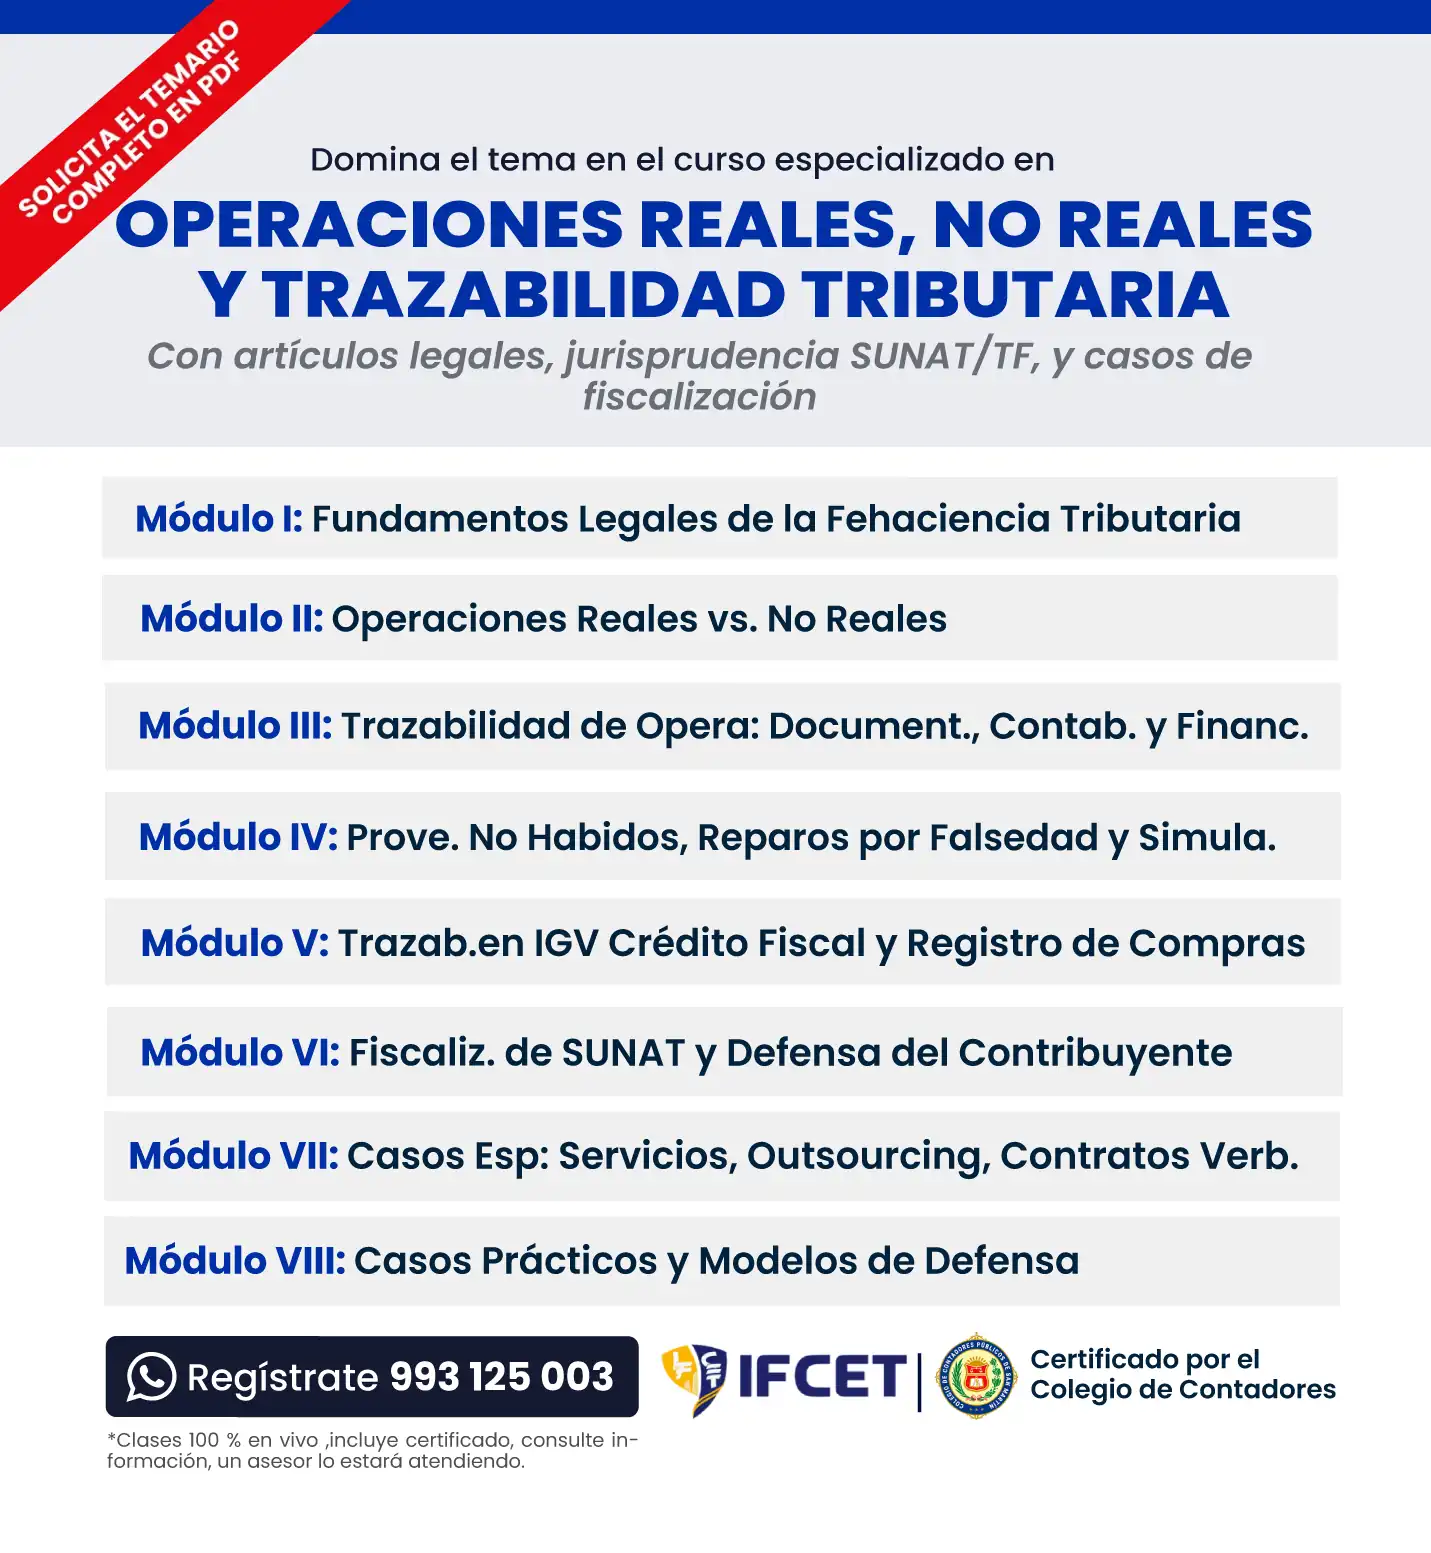 SOLICITA EL TEMARIO
COMPLETO EN PDF
Domina el tema en el curso especializado en
OPERACIONES REALES, NO REALES
Y TRAZABILIDAD TRIBUTARIA
Con artículos legales, jurisprudencia SUNAT/TF, y casos de
fiscalización
Módulo I: Fundamentos Legales de la Fehaciencia Tributaria
Módulo II: Operaciones Reales vs. No Reales
Módulo III: Trazabilidad de Opera: Document., Contab. y Financ.
Módulo IV: Prove. No Habidos, Reparos por Falsedad y Simula.
Módulo V: Trazab.en IGV Crédito Fiscal y Registro de Compras
Módulo VI: Fiscaliz. de SUNAT y Defensa del Contribuyente
Módulo VII: Casos Esp: Servicios, Outsourcing, Contratos Verb.
Módulo VIII: Casos Prácticos y Modelos de Defensa
Regístrate 993 125 003
IFCET
COLEGIO DE CONTADORES PÚBLICOS DE SAN MARTÍN
Certificado por el
Colegio de Contadores
*Clases 100 % en vivo ,incluye certificado, consulte in-
formación, un asesor lo estará atendiendo.